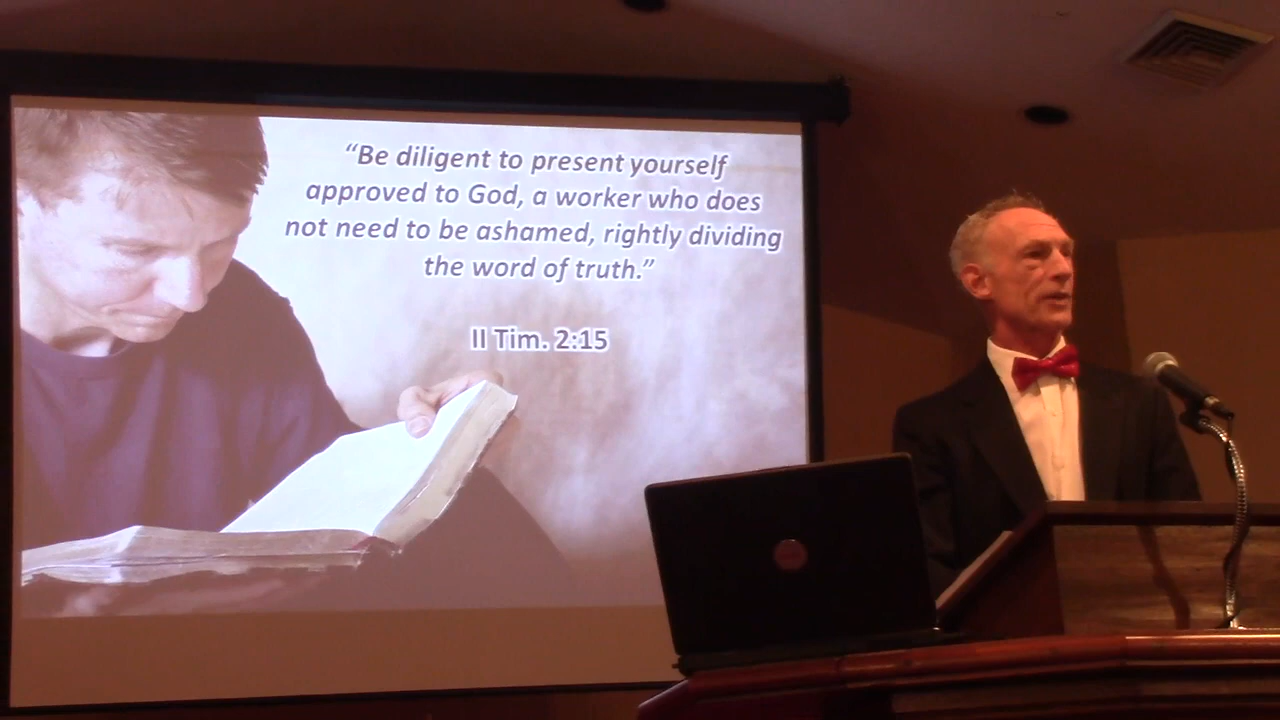 “Be diligent to present yourself
approved to God, a worker who does
not need to be ashamed, rightly dividing
the word of truth.”
II Tim. 2:15